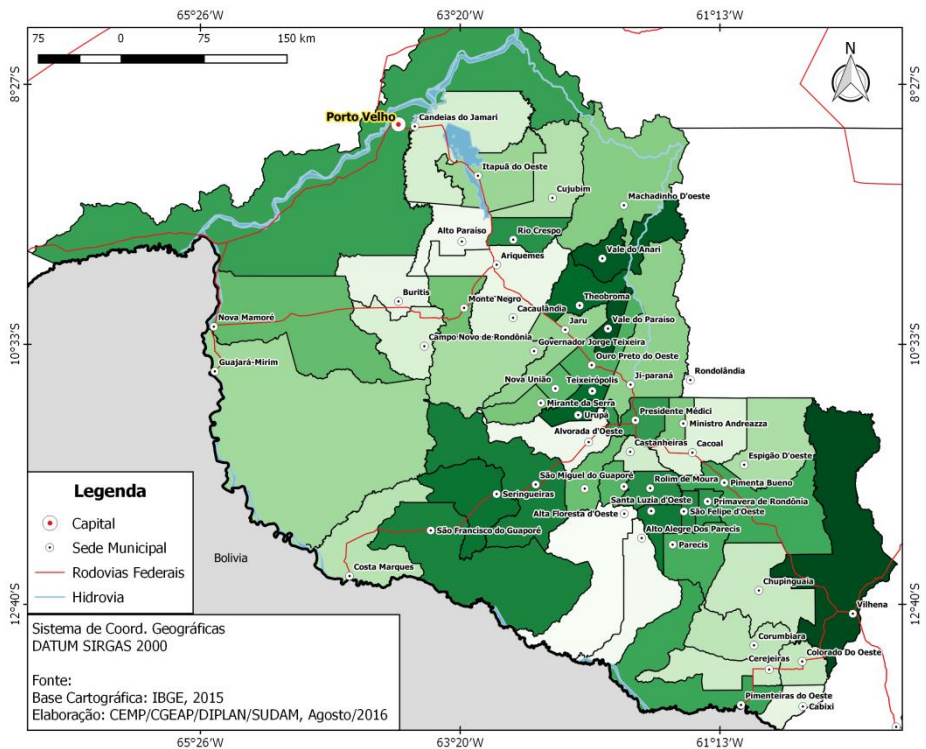 65°26'W 63°20'W 61°13'W
75 0 75 150 km
N
8°27'S 8°27'S
Porto Velho
Candeias do Jamari
Itapuã do Oeste
Cujubim
Machadinho D'oeste
Alto Paraíso
Rio Crespo
Vale do Anari
Ariquemes
Buritis
Monte Negro
Theobroma
Cacaulândia
Nova Mamoré
Jaru
Vale do Paraíso
10°33'S 10°33'S
Campo Novo de Rondônia
Governador Jorge Teixeira
Ouro Preto do Oeste
Guajará-Mirim
Nova União
Teixeirópolis
Ji-paraná
Rondolândia
Mirante da Serra
Urupá
Presidente Médici
Ministro Andreazza
Alvorada d'Oeste
Castanheiras
Cacoal
Espigão D'oeste
São Miguel do Guaporé
Rolim de Moura
Pimenta Bueno
Seringueiras
Santa Luzia d'Oeste
Primavera de Rondônia
Alta Floresta d'Oeste
São Felipe d'Oeste
São Francisco do Guaporé
Alto Alegre Dos Parecis
Parecis
Costa Marques
Chupinguaia
Vilhena
12°40'S 12°40'S
Corumbiara
Colorado Do Oeste
Cerejeiras
Pimenteiras do Oeste
Cabixi
Bolivia
Legenda
Capital
Sede Municipal
Rodovias Federais
Hidrovia
Sistema de Coord. Geográficas
DATUM SIRGAS 2000
Fonte:
Base Cartográfica: IBGE, 2015
Elaboração: CEMP/CGEAP/DIPLAN/SUDAM, Agosto/2016
65°26'W 63°20'W 61°13'W